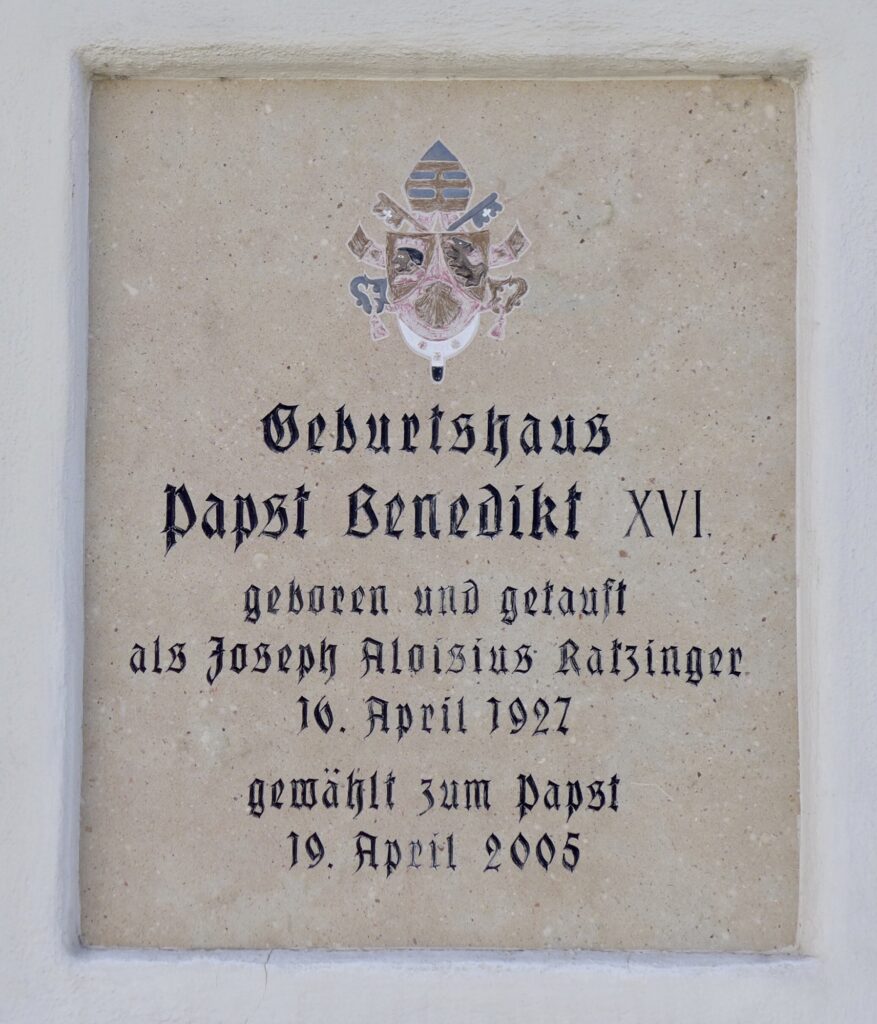 Geburtshaus
Papst Benedikt XVI.
geboren und getauft
als Joseph Aloisius Ratzinger
16. April 1927
gewählt zum Papst
19. April 2005